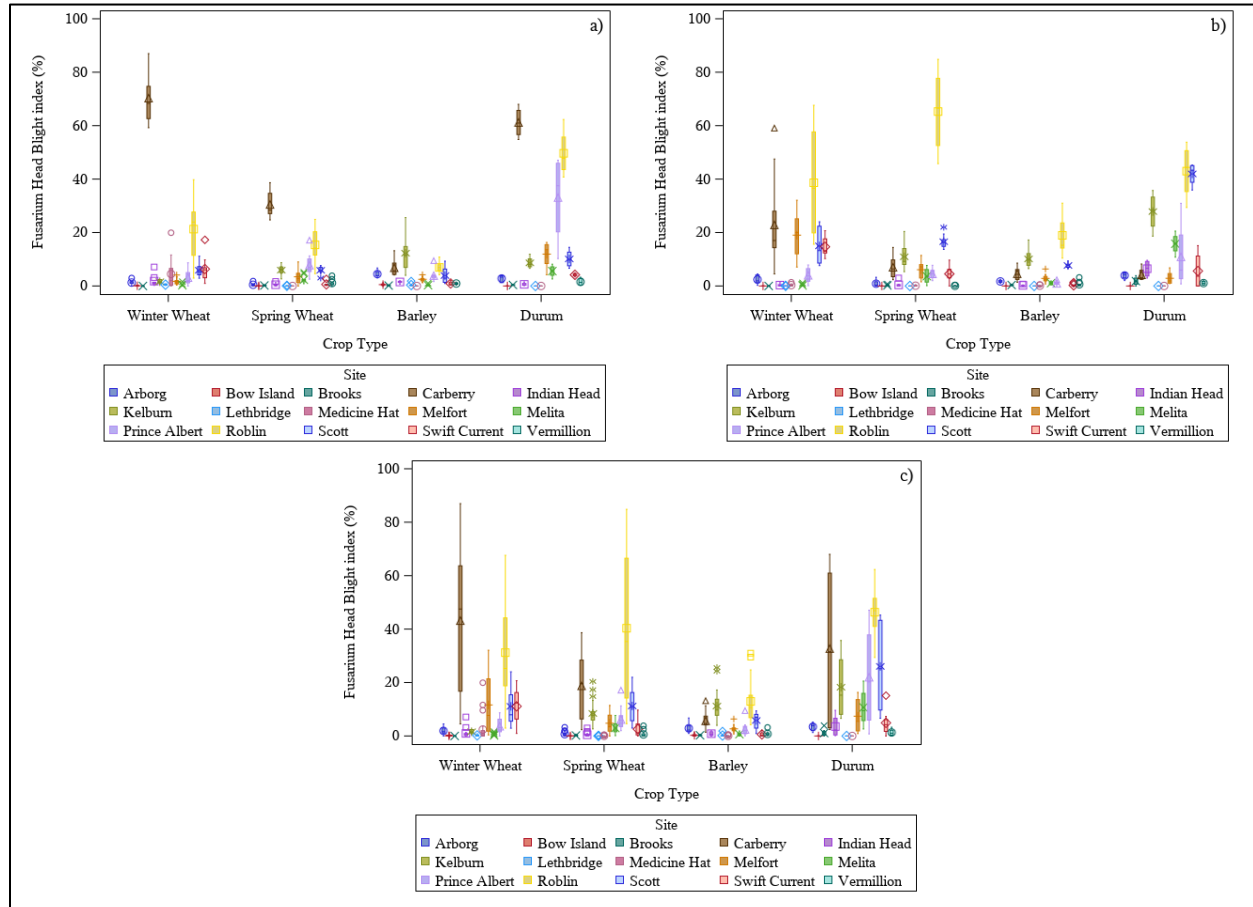 a)
Fusarium Head Blight index (%)
100
80
60
40
20
0
Winter Wheat Spring Wheat Barley Durum
Crop Type
Site
Arborg Bow Island Brooks Carberry Indian Head
Kelburn Lethbridge Medicine Hat Melfort Melita
Prince Albert Roblin Scott Swift Current Vermillion
b)
Fusarium Head Blight index (%)
100
80
60
40
20
0
Winter Wheat Spring Wheat Barley Durum
Crop Type
Site
Arborg Bow Island Brooks Carberry Indian Head
Kelburn Lethbridge Medicine Hat Melfort Melita
Prince Albert Roblin Scott Swift Current Vermillion
c)
Fusarium Head Blight index (%)
100
80
60
40
20
0
Winter Wheat Spring Wheat Barley Durum
Crop Type
Site
Arborg Bow Island Brooks Carberry Indian Head
Kelburn Lethbridge Medicine Hat Melfort Melita
Prince Albert Roblin Scott Swift Current Vermillion